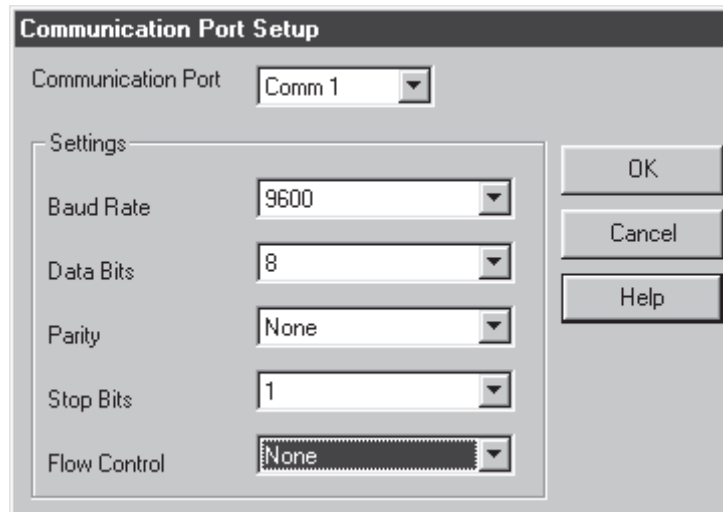 Communication Port Setup
Communication Port Comm 1
Settings
Baud Rate 9600
Data Bits 8
Parity None
Stop Bits 1
Flow Control None
OK
Cancel
Help